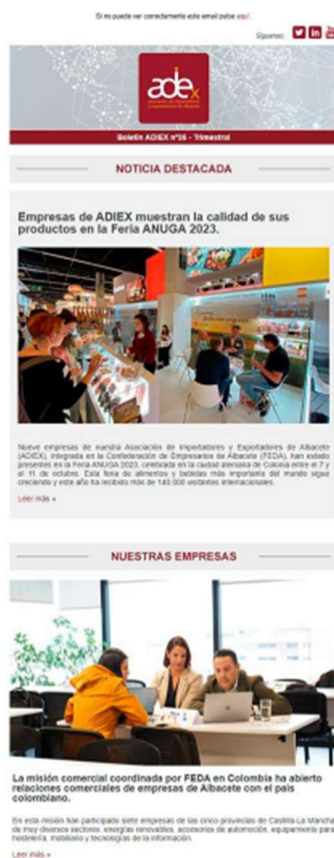 Si no puede ver correctamente este email pulse aquí.
Síguenos:
adex
Boletín ADIEX nº26 - Trimestral
NOTICIA DESTACADA
Empresas de ADIEX muestran la calidad de sus
productos en la Feria ANUGA 2023.
Nueve empresas de nuestra Asociación de Importadores y Exportadores de Albacete
(ADIEX), integrada en la Confederación de Empresarios de Albacete (FEDA), han estado
presentes en la Feria ANUGA 2023, celebrada en la ciudad alemana de Colonia entre el 7 y
el 11 de octubre. Esta feria de alimentos y bebidas más importante del mundo sigue
creciendo y este año ha recibido más de 140.000 visitantes internacionales.
Leer más »
NUESTRAS EMPRESAS
La misión comercial coordinada por FEDA en Colombia ha abierto
relaciones comerciales de empresas de Albacete con el país
colombiano.
En esta misión han participado siete empresas de las cinco provincias de Castilla-La Mancha
de muy diversos sectores: energías renovables, accesorios de automoción, equipamiento para
hostelería, mobiliario y tecnologías de la información.
Leer más »